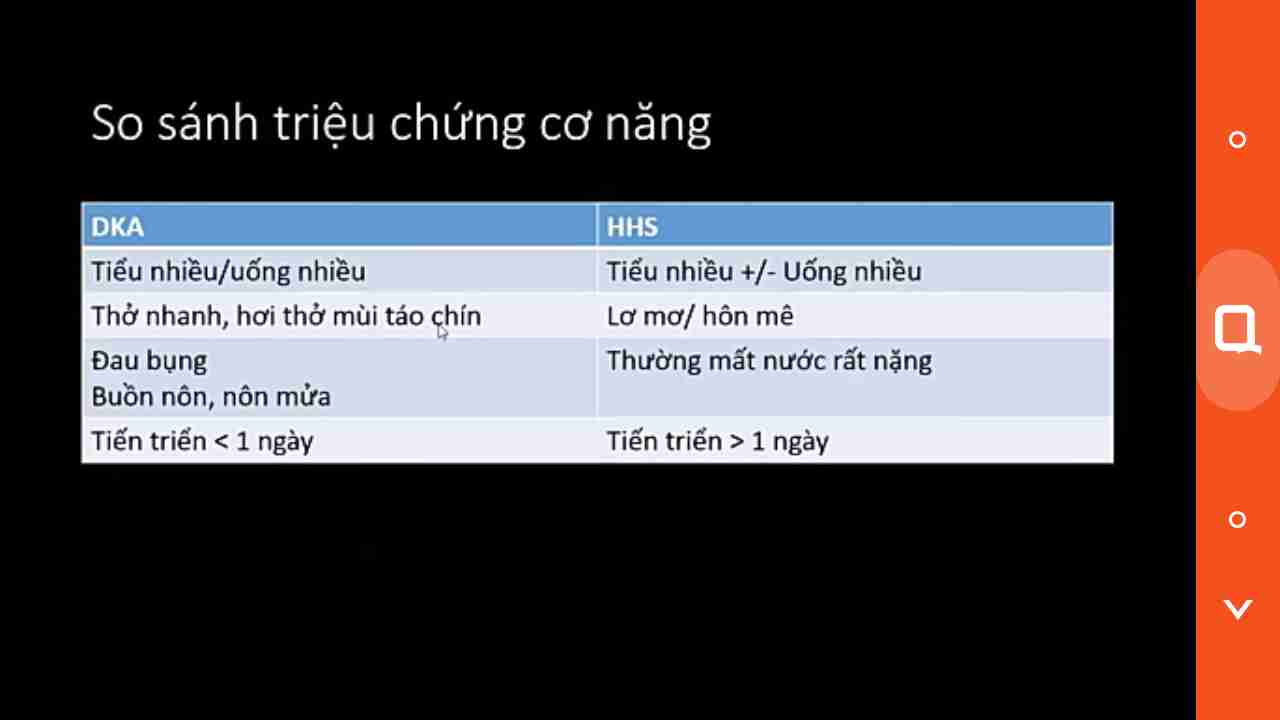 So sánh triệu chứng cơ năng
DKA
HHS
Tiểu nhiều/uống nhiều
Tiểu nhiều +/- Uống nhiều
Thở nhanh, hơi thở mùi táo chín
Lơ mơ/ hôn mê
Đau bụng
Buồn nôn, nôn mửa
Thường mất nước rất nặng
Tiến triển < 1 ngày
Tiến triển > 1 ngày